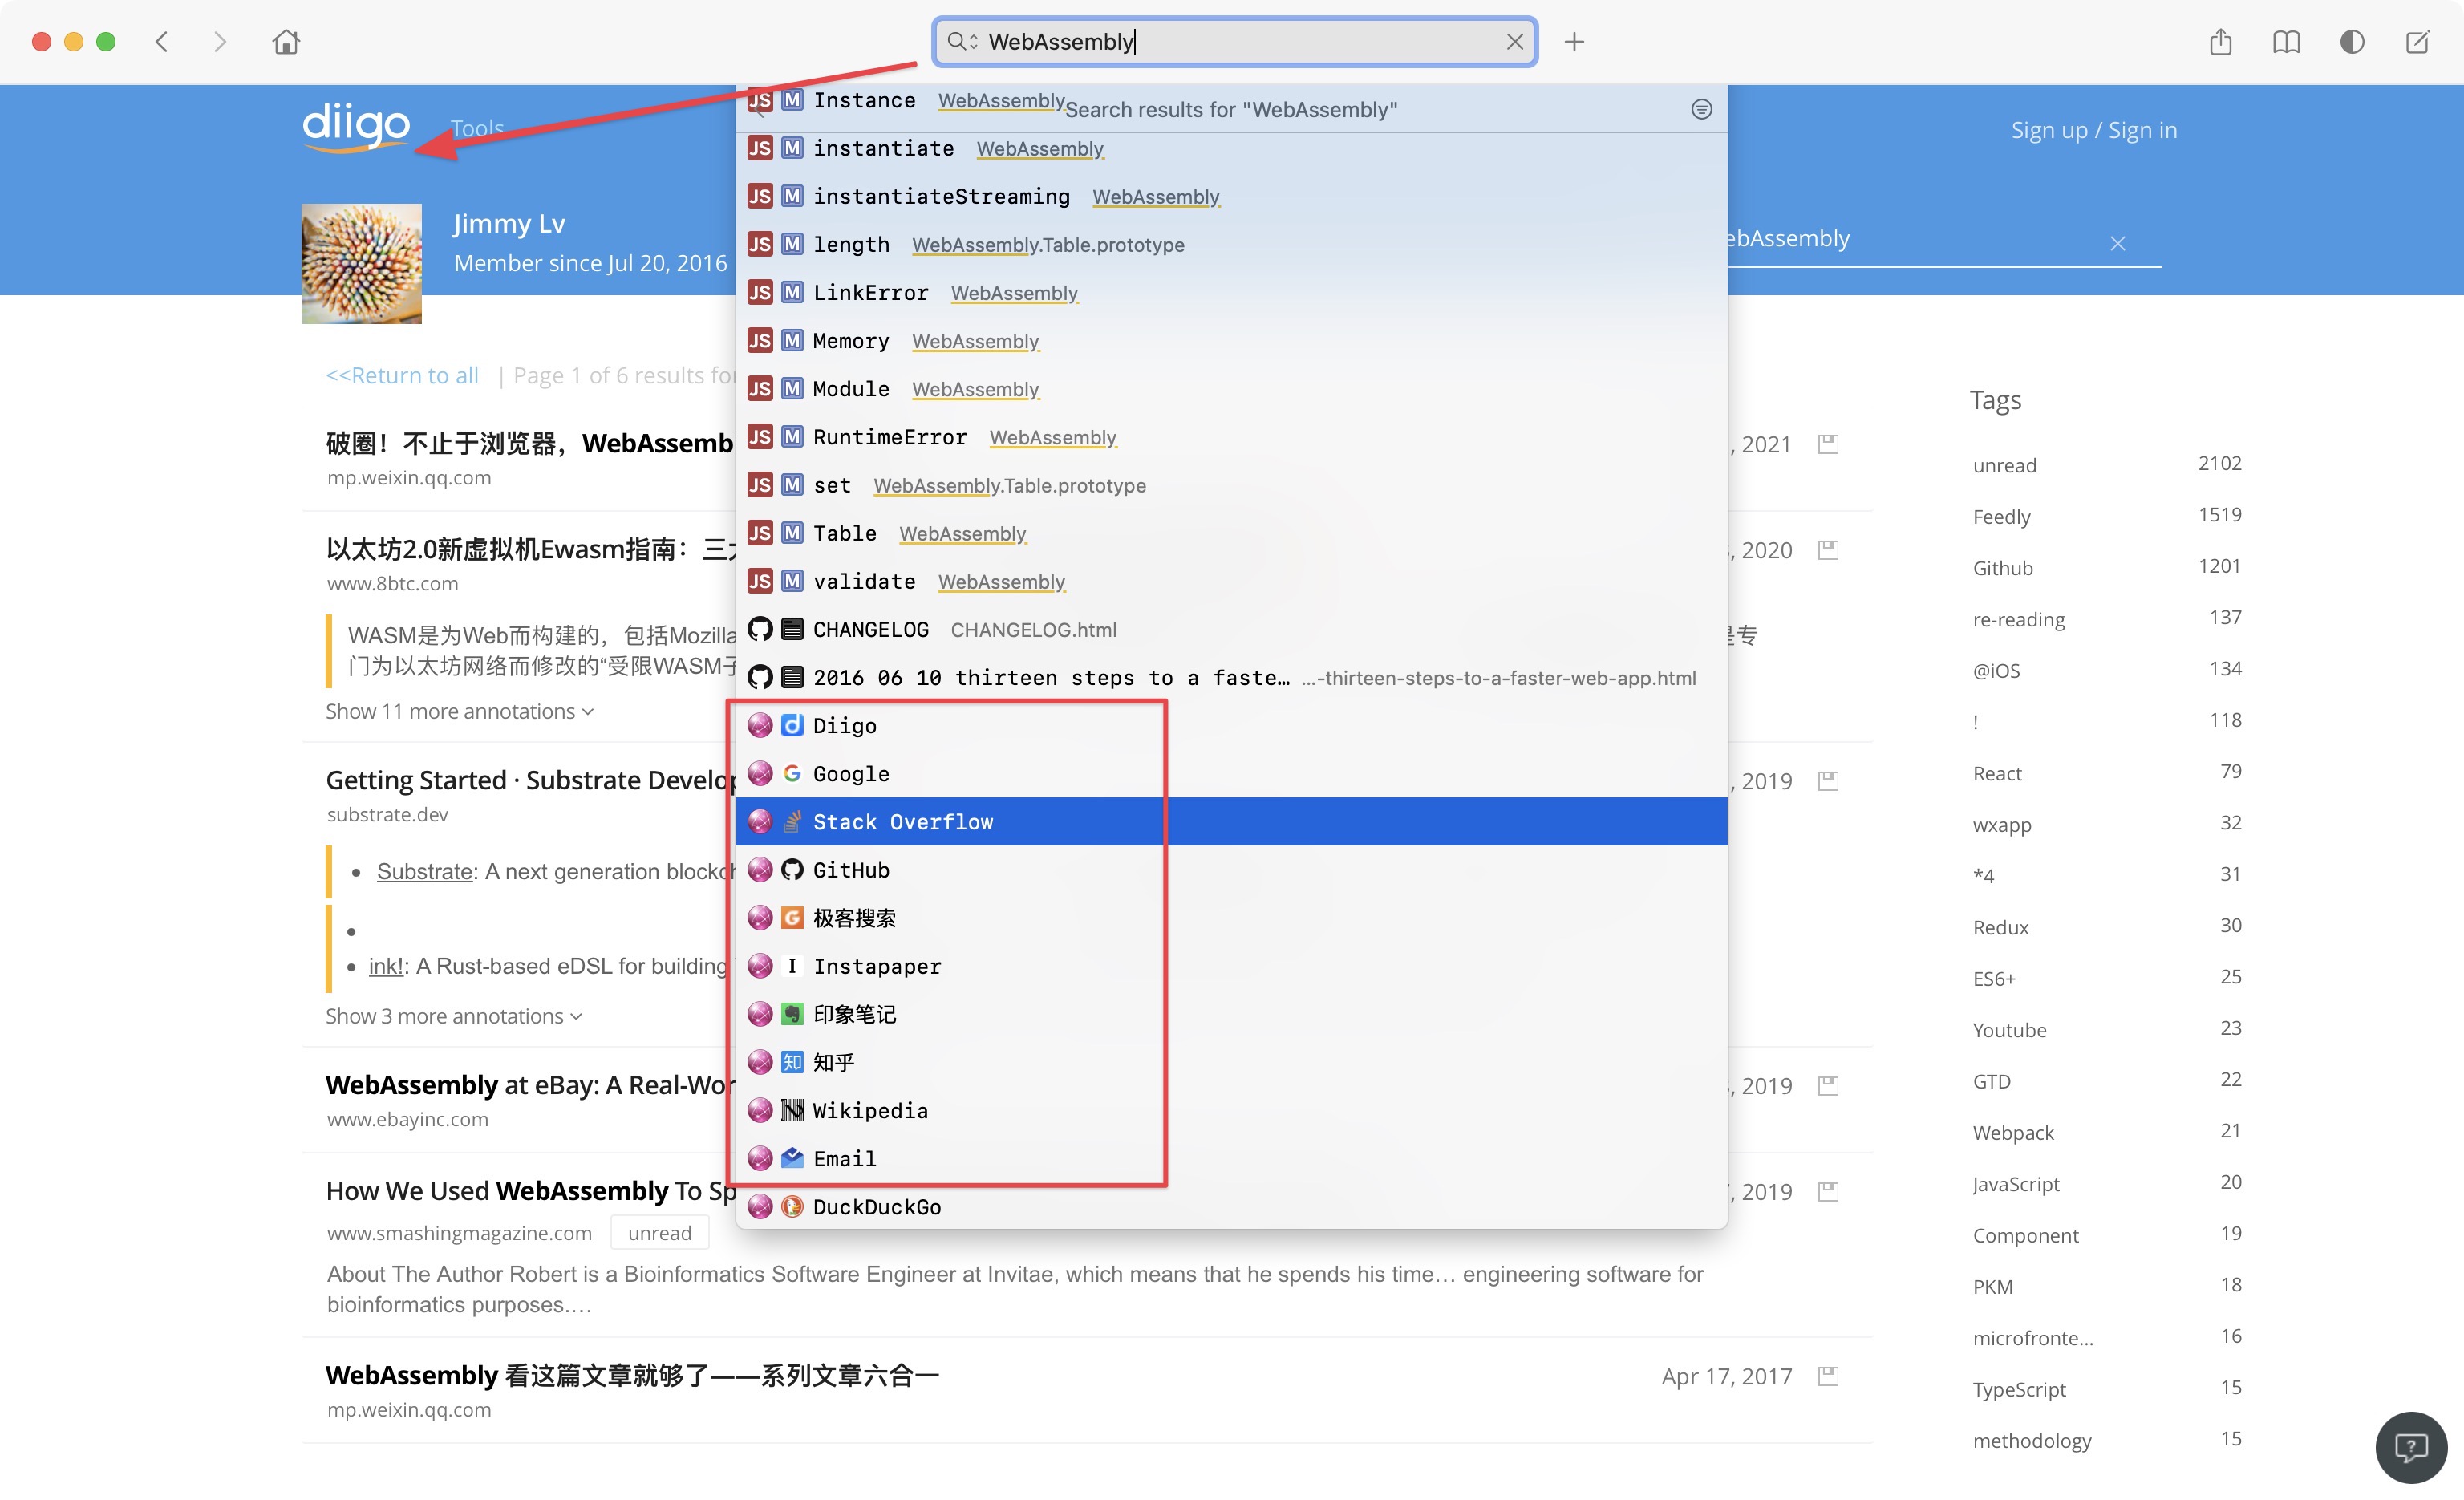 WebAssembly
diigo
Tools
Sign up / Sign in
Jimmy Lv
Member since Jul 20, 2016
ebAssembly
<<Return to all | Page 1 of 6 results for
破圈！不止于浏览器，WebAssembl
, 2021
mp.weixin.qq.com
以太坊2.0新虚拟机Ewasm指南：三
, 2020
www.8btc.com
WASM是为Web而构建的，包括Mozilla
是专
门为以太坊网络而修改的“受限WASM子
Show 11 more annotations
Getting Started · Substrate Develop
, 2019
substrate.dev
Substrate: A next generation blockch
ink!: A Rust-based eDSL for building
Show 3 more annotations
WebAssembly at eBay: A Real-Wor
, 2019
www.ebayinc.com
How We Used WebAssembly To Sp
, 2019
www.smashingmagazine.com unread
About The Author Robert is a Bioinformatics Software Engineer at Invitae, which means that he spends his time… engineering software for
bioinformatics purposes.…
WebAssembly 看这篇文章就够了——系列文章六合一
Apr 17, 2017
mp.weixin.qq.com
Search results for "WebAssembly"
JS M Instance WebAssembly
JS M instantiate WebAssembly
JS M instantiateStreaming WebAssembly
JS M length WebAssembly.Table.prototype
JS M LinkError WebAssembly
JS M Memory WebAssembly
JS M Module WebAssembly
JS M RuntimeError WebAssembly
JS M set WebAssembly.Table.prototype
JS M Table WebAssembly
JS M validate WebAssembly
CHANGELOG CHANGELOG.html
2016 06 10 thirteen steps to a faste… …-thirteen-steps-to-a-faster-web-app.html
Diigo
Google
Stack Overflow
GitHub
极客搜索
I Instapaper
印象笔记
知 知乎
Wikipedia
Email
DuckDuckGo
Tags
unread 2102
Feedly 1519
Github 1201
re-reading 137
@iOS 134
! 118
React 79
wxapp 32
*4 31
Redux 30
ES6+ 25
Youtube 23
GTD 22
Webpack 21
JavaScript 20
Component 19
PKM 18
microfronte... 16
TypeScript 15
methodology 15